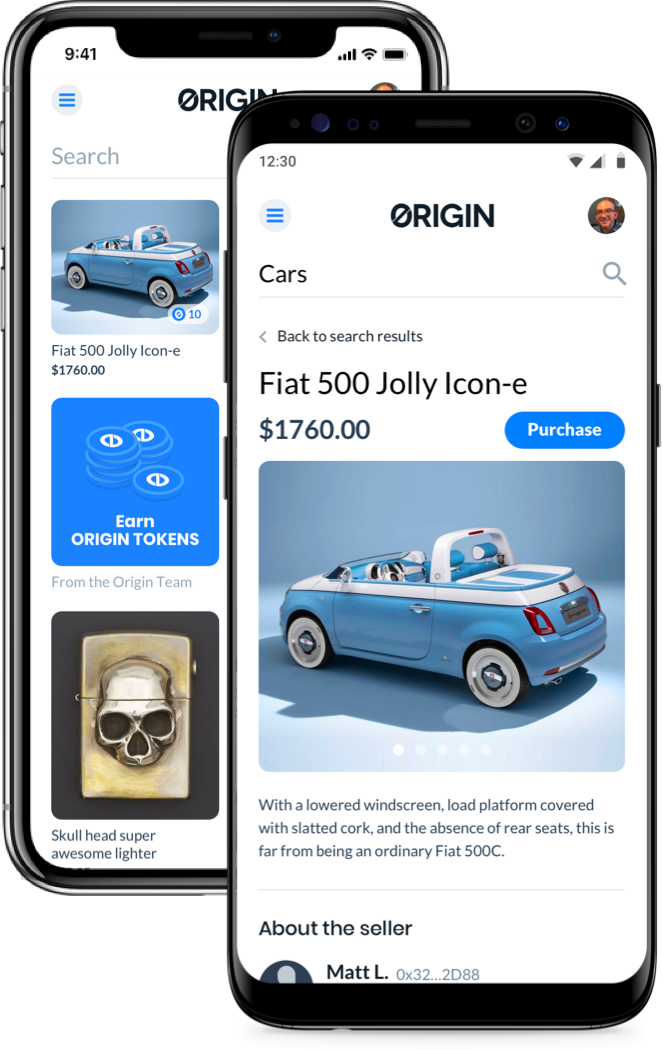 9:41
ØRIGIN
Search
10
Fiat 500 Jolly Icon-e
$1760.00
Earn
ORIGIN TOKENS
From the Origin Team
Skull head super
awesome lighter
12:30
ØRIGIN
Cars
Back to search results
Fiat 500 Jolly Icon-e
$1760.00
Purchase
With a lowered windscreen, load platform covered
with slatted cork, and the absence of rear seats, this is
far from being an ordinary Fiat 500C.
About the seller
Matt L. 0x32...2D88